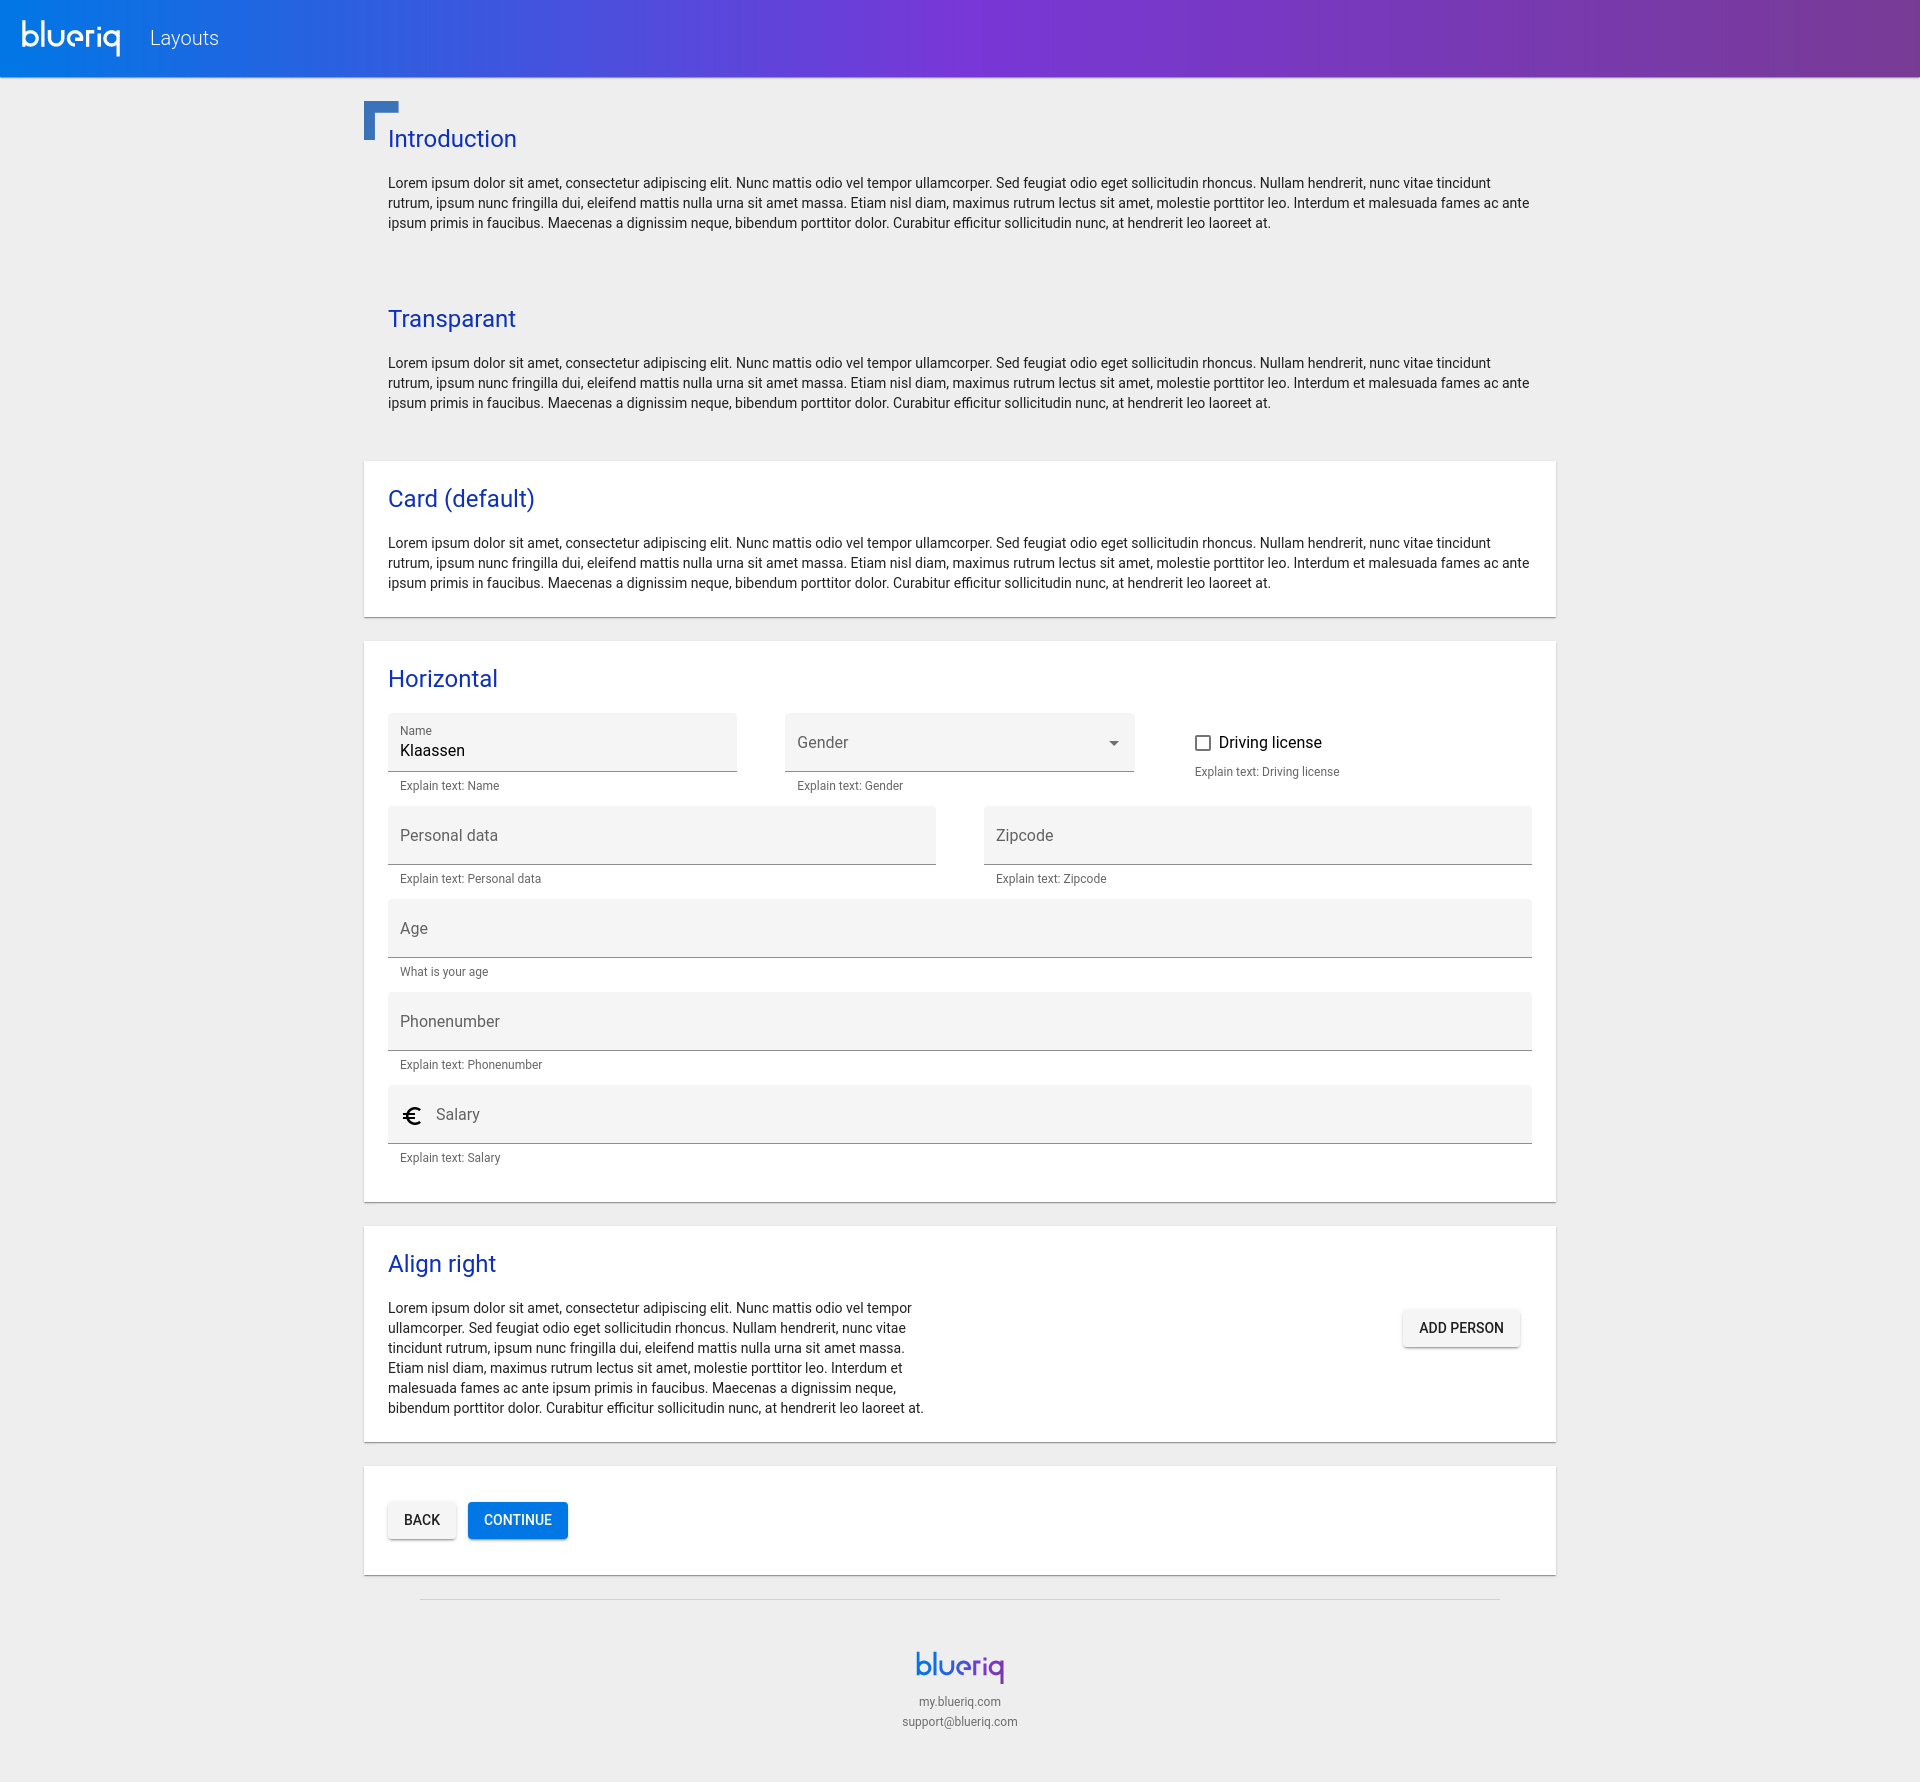 blueriq Layouts
Introduction
Lorem ipsum dolor sit amet, consectetur adipiscing elit. Nunc mattis odio vel tempor ullamcorper. Sed feugiat odio eget sollicitudin rhoncus. Nullam hendrerit, nunc vitae tincidunt
rutrum, ipsum nunc fringilla dui, eleifend mattis nulla urna sit amet massa. Etiam nisl diam, maximus rutrum lectus sit amet, molestie porttitor leo. Interdum et malesuada fames ac ante
ipsum primis in faucibus. Maecenas a dignissim neque, bibendum porttitor dolor. Curabitur efficitur sollicitudin nunc, at hendrerit leo laoreet at.
Transparant
Lorem ipsum dolor sit amet, consectetur adipiscing elit. Nunc mattis odio vel tempor ullamcorper. Sed feugiat odio eget sollicitudin rhoncus. Nullam hendrerit, nunc vitae tincidunt
rutrum, ipsum nunc fringilla dui, eleifend mattis nulla urna sit amet massa. Etiam nisl diam, maximus rutrum lectus sit amet, molestie porttitor leo. Interdum et malesuada fames ac ante
ipsum primis in faucibus. Maecenas a dignissim neque, bibendum porttitor dolor. Curabitur efficitur sollicitudin nunc, at hendrerit leo laoreet at.
Card (default)
Lorem ipsum dolor sit amet, consectetur adipiscing elit. Nunc mattis odio vel tempor ullamcorper. Sed feugiat odio eget sollicitudin rhoncus. Nullam hendrerit, nunc vitae tincidunt
rutrum, ipsum nunc fringilla dui, eleifend mattis nulla urna sit amet massa. Etiam nisl diam, maximus rutrum lectus sit amet, molestie porttitor leo. Interdum et malesuada fames ac ante
ipsum primis in faucibus. Maecenas a dignissim neque, bibendum porttitor dolor. Curabitur efficitur sollicitudin nunc, at hendrerit leo laoreet at.
Horizontal
Name
Klaassen
Explain text: Name
Gender
Explain text: Gender
Driving license
Explain text: Driving license
Personal data
Explain text: Personal data
Zipcode
Explain text: Zipcode
Age
What is your age
Phonenumber
Explain text: Phonenumber
€ Salary
Explain text: Salary
Align right
Lorem ipsum dolor sit amet, consectetur adipiscing elit. Nunc mattis odio vel tempor
ullamcorper. Sed feugiat odio eget sollicitudin rhoncus. Nullam hendrerit, nunc vitae
tincidunt rutrum, ipsum nunc fringilla dui, eleifend mattis nulla urna sit amet massa.
Etiam nisl diam, maximus rutrum lectus sit amet, molestie porttitor leo. Interdum et
malesuada fames ac ante ipsum primis in faucibus. Maecenas a dignissim neque,
bibendum porttitor dolor. Curabitur efficitur sollicitudin nunc, at hendrerit leo laoreet at.
ADD PERSON
BACK CONTINUE
blueriq
my.blueriq.com
support@blueriq.com